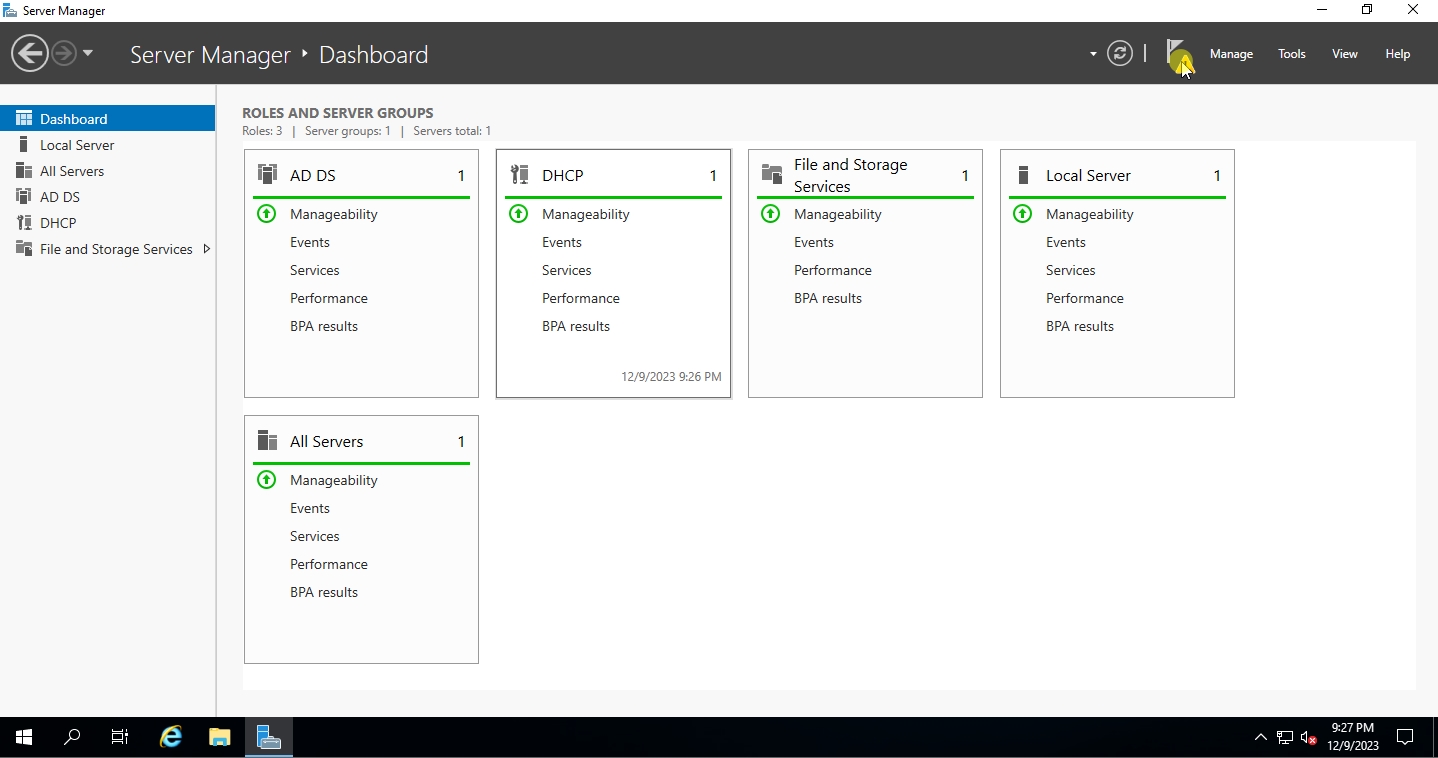 Server Manager
Server Manager ‣ Dashboard
Manage
Tools
View
Help
Dashboard
Local Server
All Servers
AD DS
DHCP
File and Storage Services
ROLES AND SERVER GROUPS
Roles: 3 | Server groups: 1 | Servers total: 1
AD DS 1
Manageability
Events
Services
Performance
BPA results
DHCP 1
Manageability
Events
Services
Performance
BPA results
12/9/2023 9:26 PM
File and Storage
Services 1
Manageability
Events
Performance
BPA results
Local Server 1
Manageability
Events
Services
Performance
BPA results
All Servers 1
Manageability
Events
Services
Performance
BPA results
9:27 PM
12/9/2023